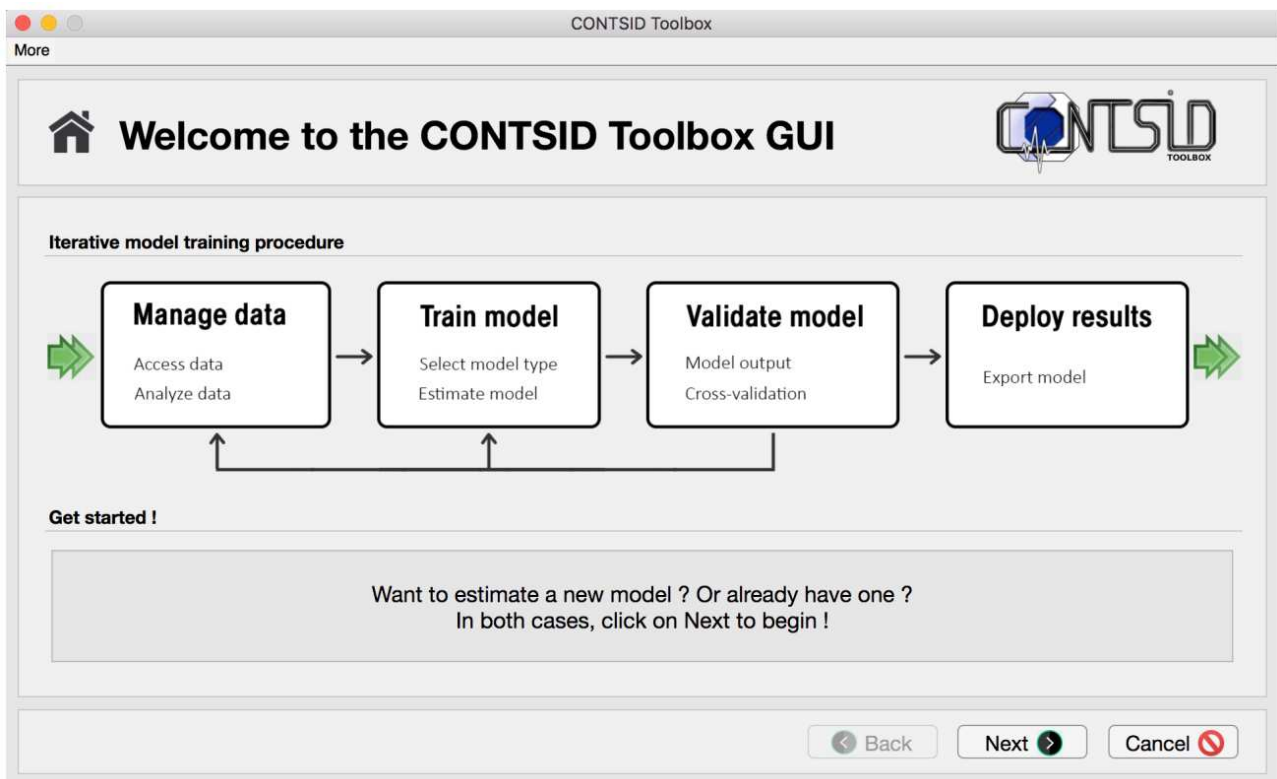 CONTSID Toolbox
More
Welcome to the CONTSID Toolbox GUI
CONTSID
TOOLBOX
Iterative model training procedure
Manage data
Access data
Analyze data
Train model
Select model type
Estimate model
Validate model
Model output
Cross-validation
Deploy results
Export model
Get started !
Want to estimate a new model ? Or already have one ?
In both cases, click on Next to begin !
Back
Next
Cancel